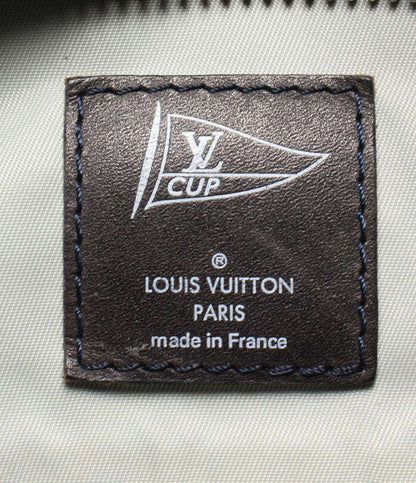 LV
CUP
®
LOUIS VUITTON
PARIS
made in France